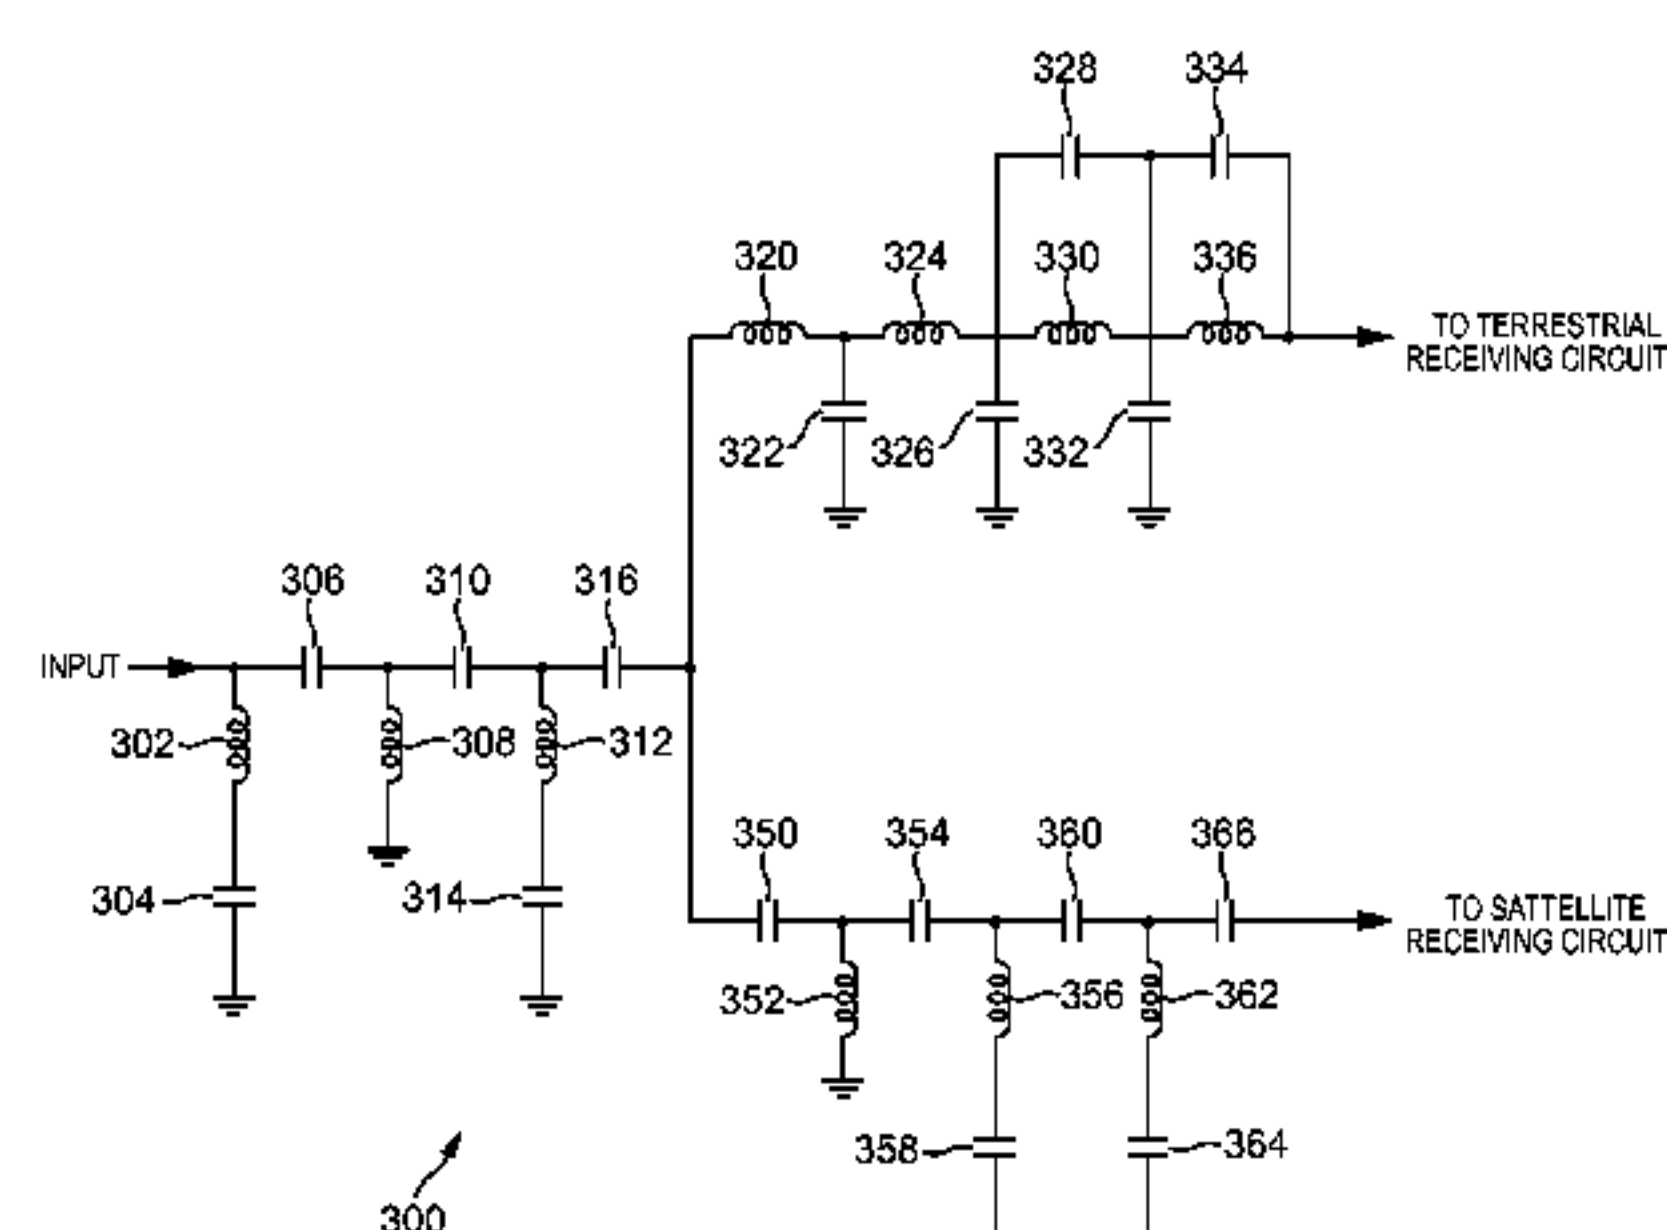 328 334
320 324 330 336
TO TERRESTRIAL
RECEIVING CIRCUIT
322 326 332
306 310 316
INPUT
302 308 312
350 354 360 366
304 314
TO SATTELLITE
RECEIVING CIRCUIT
352 356 362
358 364
300